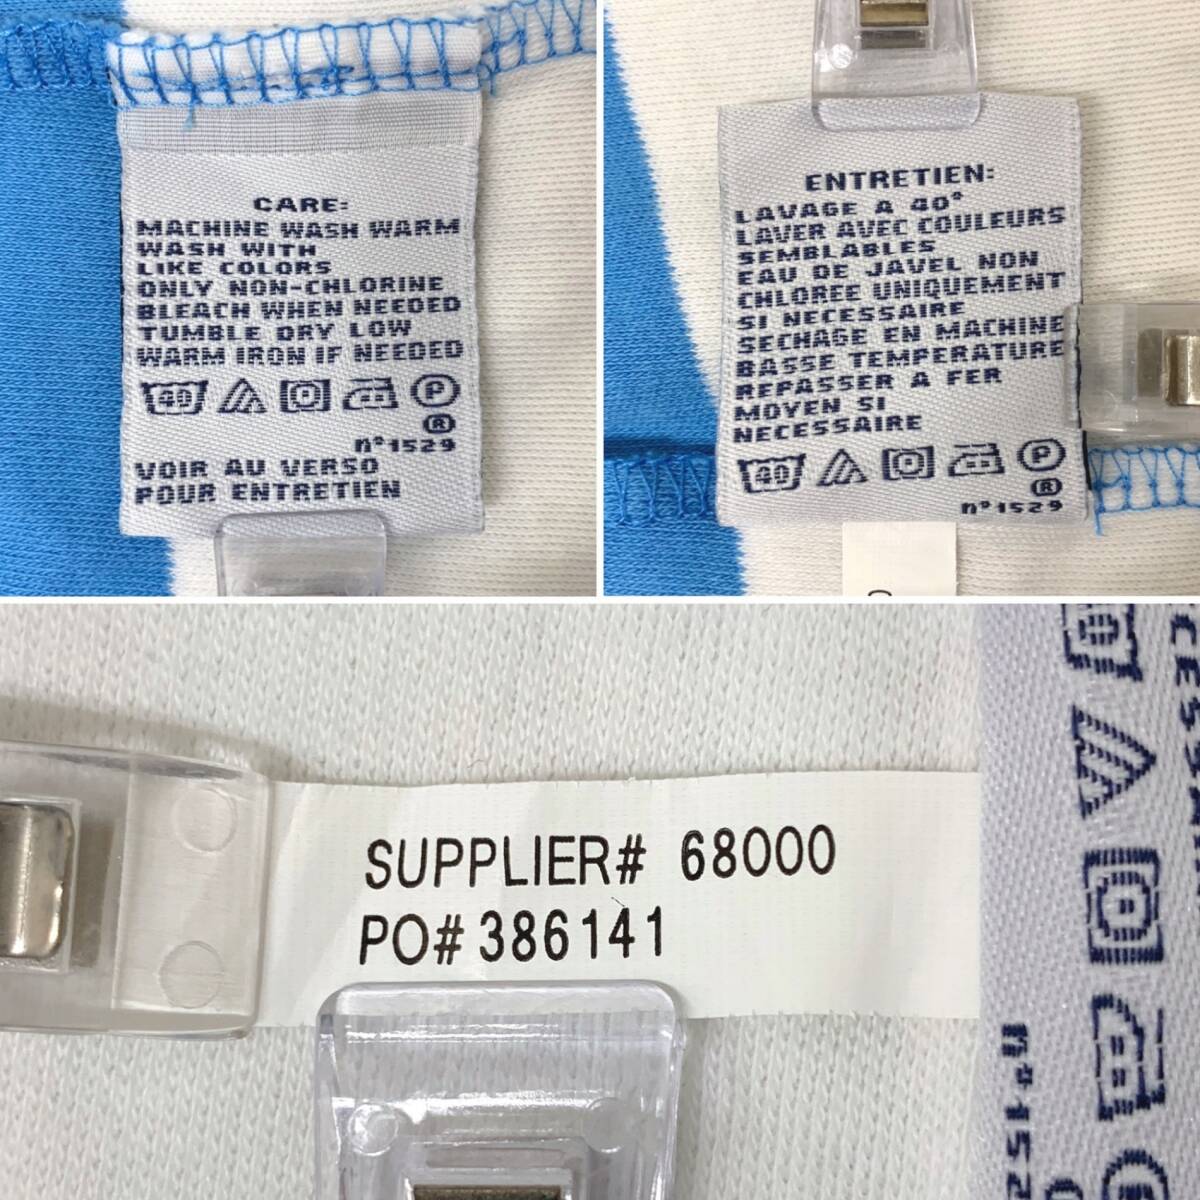 CARE:
MACHINE WASH WARM
WASH WITH
LIKE COLORS
ONLY NON-CHLORINE
BLEACH WHEN NEEDED
TUMBLE DRY LOW
WARM IRON IF NEEDED
40 P
®
n°1529
VOIR AU VERSO
POUR ENTRETIEN
ENTRETIEN:
LAVAGE A 40°
LAVER AVEC COULEURS
SEMBLABLES
EAU DE JAVEL NON
CHLOREE UNIQUEMENT
SI NECESSAIRE
SECHAGE EN MACHINE
BASSE TEMPERATURE
REPASSER A FER
MOYEN SI
NECESSAIRE
40 P
®
n°1529
SUPPLIER# 68000
PO# 386141